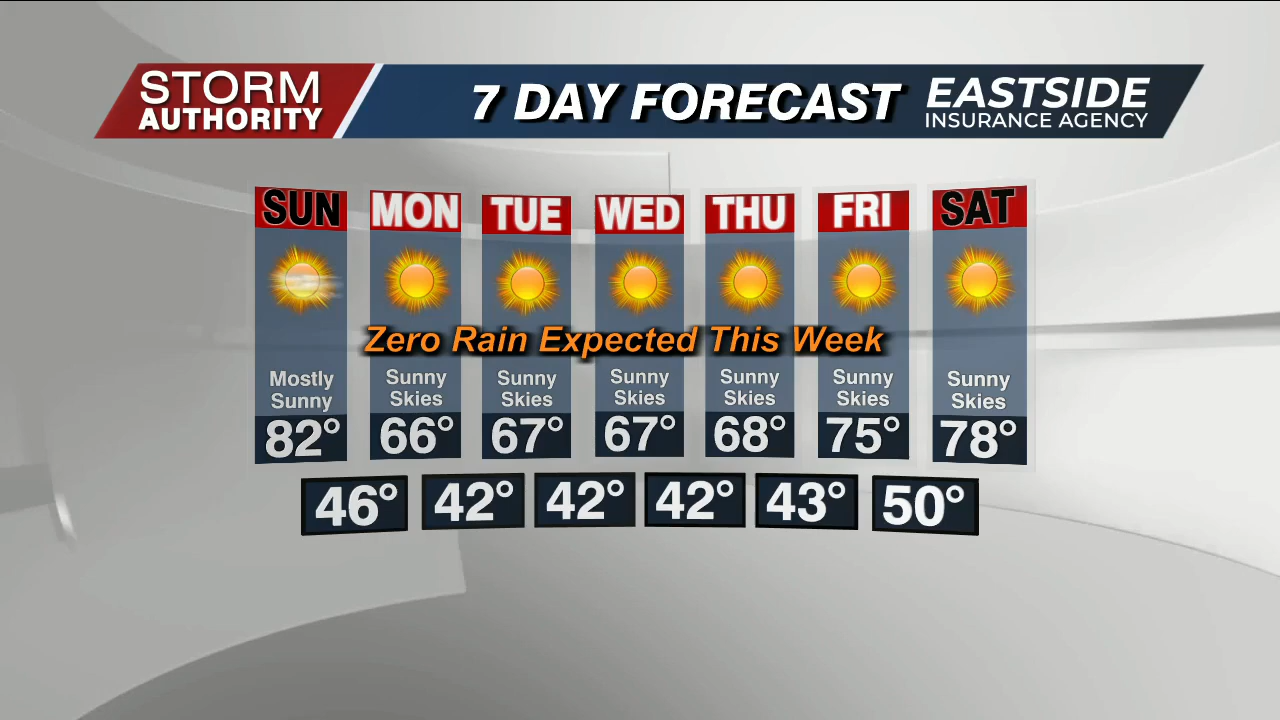 STORM
AUTHORITY
7 DAY FORECAST
EASTSIDE
INSURANCE AGENCY
SUN MON TUE WED THU FRI SAT
Zero Rain Expected This Week
Mostly Sunny Sunny Sunny Sunny Sunny Sunny
Sunny Skies Skies Skies Skies Skies Skies
82° 66° 67° 67° 68° 75° 78°
46° 42° 42° 42° 43° 50°